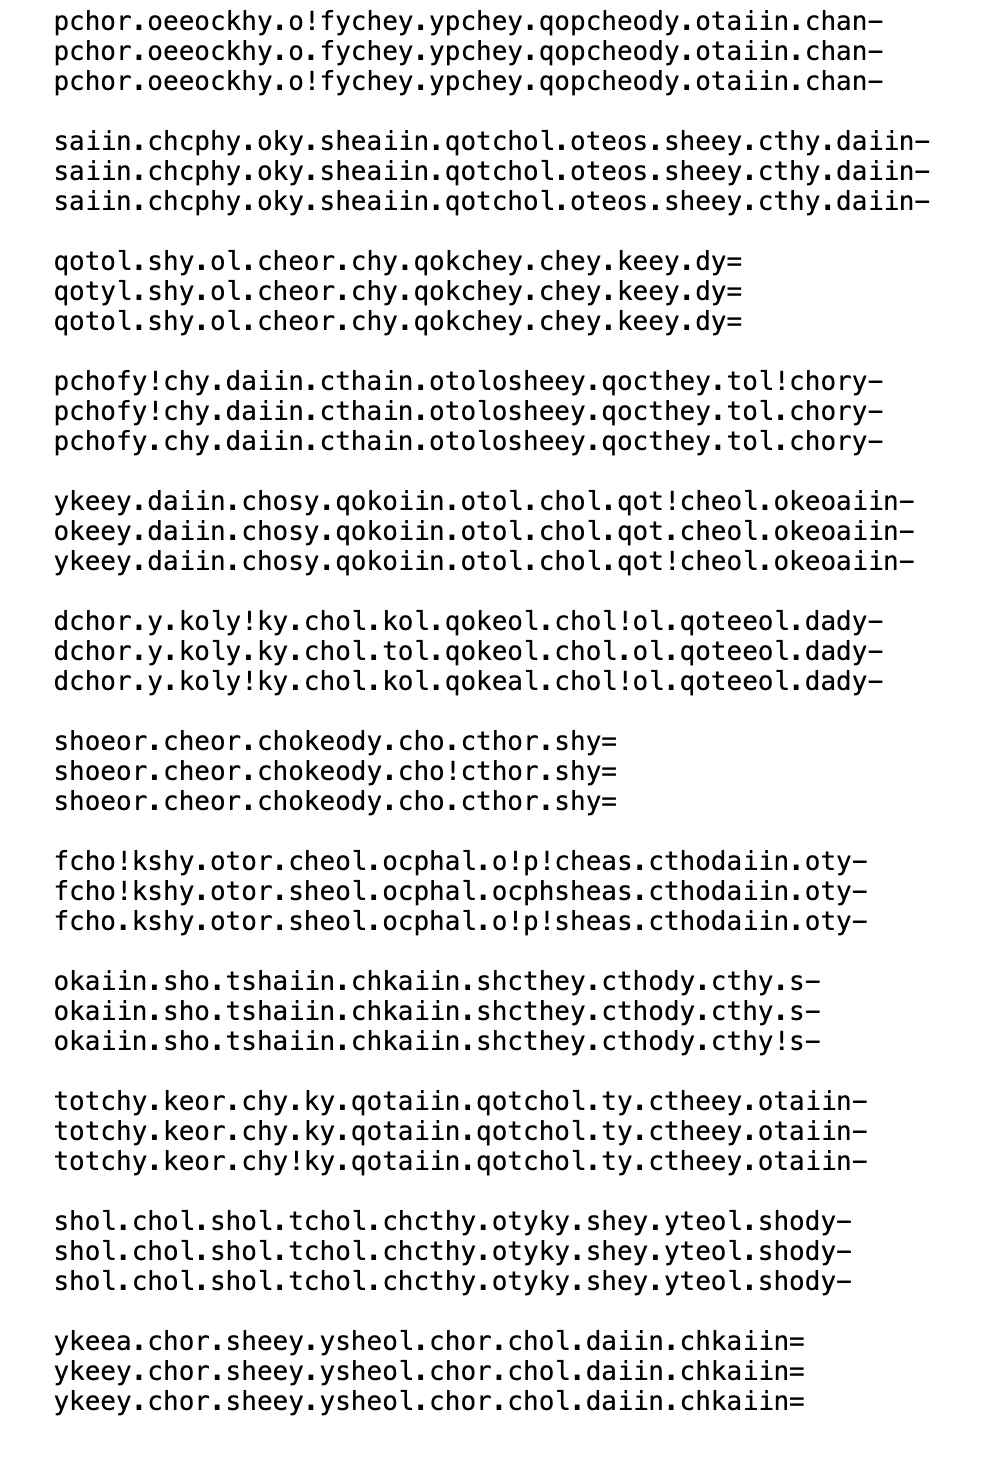 pchor.oeeockhy.o!fychey.ypchey.qopcheody.otaiin.chan-
pchor.oeeockhy.o.fychey.ypchey.qopcheody.otaiin.chan-
pchor.oeeockhy.o!fychey.ypchey.qopcheody.otaiin.chan-
saiin.chcphy.oky.sheaiin.qotchol.oteos.sheey.cthy.daiin-
saiin.chcphy.oky.sheaiin.qotchol.oteos.sheey.cthy.daiin-
saiin.chcphy.oky.sheaiin.qotchol.oteos.sheey.cthy.daiin-
qotol.shy.ol.cheor.chy.qokchey.chey.keey.dy=
qotyl.shy.ol.cheor.chy.qokchey.chey.keey.dy=
qotol.shy.ol.cheor.chy.qokchey.chey.keey.dy=
pchofy!chy.daiin.cthain.otolosheey.qocthey.tol!chory-
pchofy!chy.daiin.cthain.otolosheey.qocthey.tol.chory-
pchofy.chy.daiin.cthain.otolosheey.qocthey.tol.chory-
ykeey.daiin.chosy.qokoiin.otol.chol.qot!cheol.okeoaiin-
okeey.daiin.chosy.qokoiin.otol.chol.qot.cheol.okeoaiin-
ykeey.daiin.chosy.qokoiin.otol.chol.qot!cheol.okeoaiin-
dchor.y.koly!ky.chol.kol.qokeol.chol!ol.qoteeol.dady-
dchor.y.koly.ky.chol.tol.qokeol.chol.ol.qoteeol.dady-
dchor.y.koly!ky.chol.kol.qokeal.chol!ol.qoteeol.dady-
shoeor.cheor.chokeody.cho.cthor.shy=
shoeor.cheor.chokeody.cho!cthor.shy=
shoeor.cheor.chokeody.cho.cthor.shy=
fcho!kshy.otor.cheol.ocphal.o!p!cheas.cthodaiin.oty-
fcho!kshy.otor.sheol.ocphal.ocphsheas.cthodaiin.oty-
fcho.kshy.otor.sheol.ocphal.o!p!sheas.cthodaiin.oty-
okaiin.sho.tshaiin.chkaiin.shcthey.cthody.cthy.s-
okaiin.sho.tshaiin.chkaiin.shcthey.cthody.cthy.s-
okaiin.sho.tshaiin.chkaiin.shcthey.cthody.cthy!s-
totchy.keor.chy.ky.qotaiin.qotchol.ty.ctheey.otaiin-
totchy.keor.chy.ky.qotaiin.qotchol.ty.ctheey.otaiin-
totchy.keor.chy!ky.qotaiin.qotchol.ty.ctheey.otaiin-
shol.chol.shol.tchol.chcthy.otyky.shey.yteol.shody-
shol.chol.shol.tchol.chcthy.otyky.shey.yteol.shody-
shol.chol.shol.tchol.chcthy.otyky.shey.yteol.shody-
ykeea.chor.sheey.ysheol.chor.chol.daiin.chkaiin=
ykeey.chor.sheey.ysheol.chor.chol.daiin.chkaiin=
ykeey.chor.sheey.ysheol.chor.chol.daiin.chkaiin=